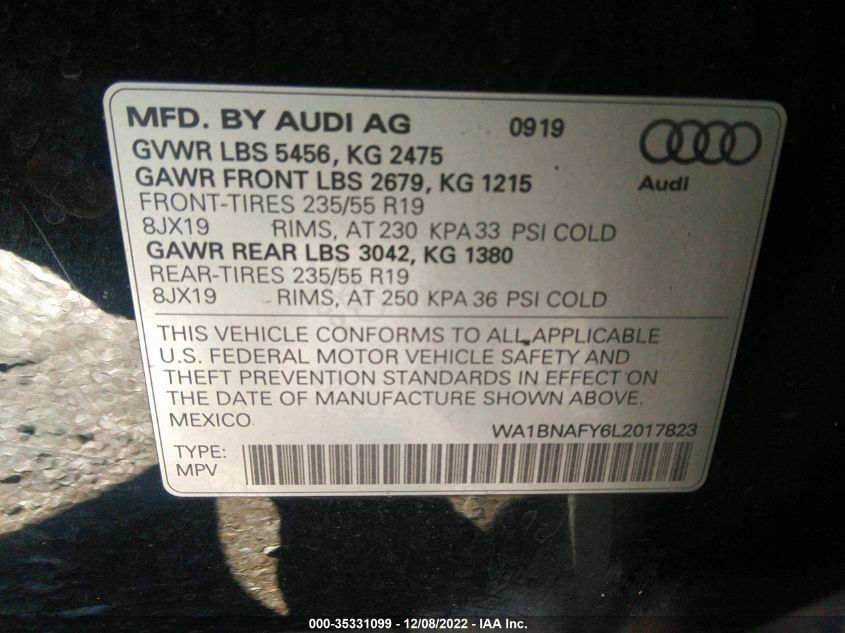 MFD. BY AUDI AG 0919
GVWR LBS 5456, KG 2475
GAWR FRONT LBS 2679, KG 1215
Audi
FRONT-TIRES 235/55 R19
8JX19 RIMS, AT 230 KPA 33 PSI COLD
GAWR REAR LBS 3042, KG 1380
REAR-TIRES 235/55 R19
8JX19 RIMS, AT 250 KPA 36 PSI COLD
THIS VEHICLE CONFORMS TO ALL APPLICABLE
U.S. FEDERAL MOTOR VEHICLE SAFETY AND
THEFT PREVENTION STANDARDS IN EFFECT ON
THE DATE OF MANUFACTURE SHOWN ABOVE.
MEXICO
WA1BNAFY6L2017823
TYPE:
MPV
000-35331099 - 12/08/2022 - IAA Inc.